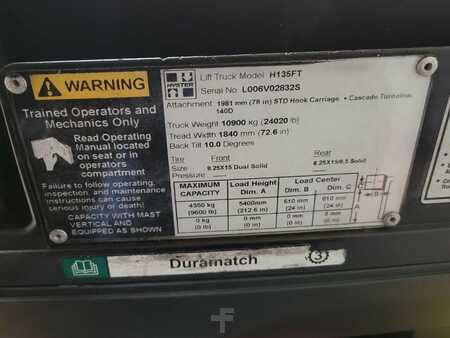 WARNING
Trained Operators and
Mechanics Only
Read Operating
Manual located
on seat or in
operators
compartment
Failure to follow operating,
inspection, and maintenance
instructions can cause
serious injury or death!
CAPACITY WITH MAST
VERTICAL AND
EQUIPPED AS SHOWN
HYSTER
Lift Truck Model H135FT
Serial No L006V02832S
Attachment 1981 mm (78 in) STD Hook Carriage • Cascade
140D
Truck Weight 10900 kg (24020 lb)
Tread Width 1840 mm (72.6 in)
Back Tilt 10.0 Degrees
Tire Front Rear
Size 8.25X15 Dual Solid 8.25X15/6.5 Solid
Pressure
MAXIMUM CAPACITY Load Height Dim. A Load Center Dim. B Dim. C
4350 kg (9600 lb) 5400mm (212.6 in) 610 mm (24 in) 610 mm (24 in)
0 kg (0 lb) 0 mm (0 in) 0 mm (0 in) 0 mm (0 in)
Duramatch
3